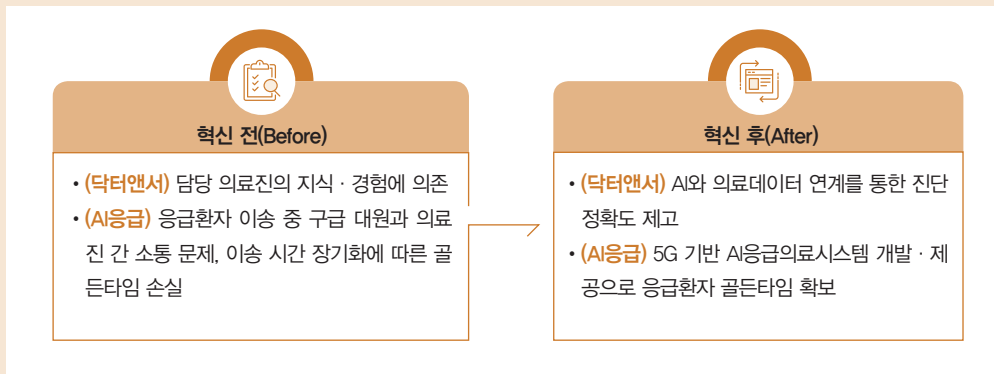 혁신 전(Before)
• (닥터앤서) 담당 의료진의 지식 · 경험에 의존
• (AI응급) 응급환자 이송 중 구급 대원과 의료
진 간 소통 문제, 이송 시간 장기화에 따른 골
든타임 손실
혁신 후(After)
• (닥터앤서) AI와 의료데이터 연계를 통한 진단
정확도 제고
• (AI응급) 5G 기반 AI응급의료시스템 개발 · 제
공으로 응급환자 골든타임 확보